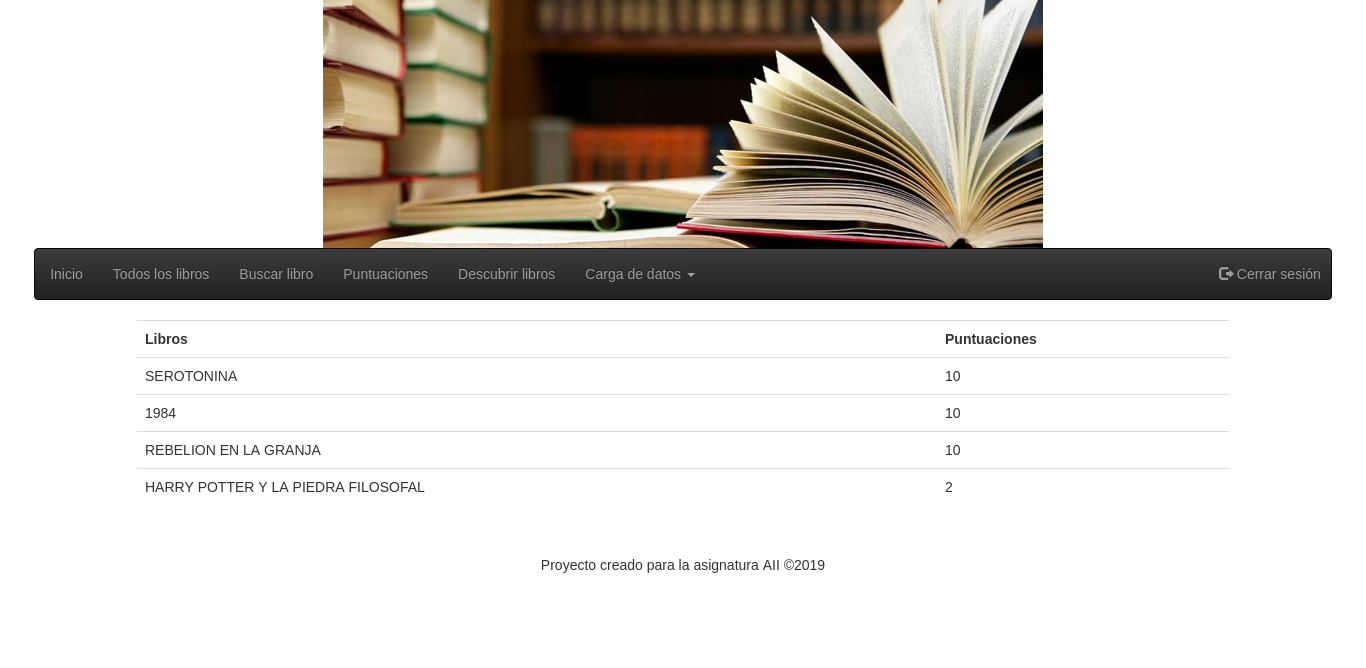 Inicio Todos los libros Buscar libro Puntuaciones Descubrir libros Carga de datos Cerrar sesión
Libros Puntuaciones
SEROTONINA 10
1984 10
REBELION EN LA GRANJA 10
HARRY POTTER Y LA PIEDRA FILOSOFAL 2
Proyecto creado para la asignatura AII ©2019